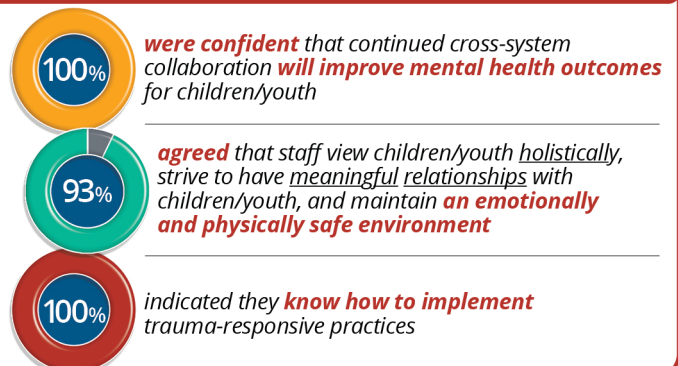 100%
were confident that continued cross-system
collaboration will improve mental health outcomes
for children/youth
93%
agreed that staff view children/youth holistically,
strive to have meaningful relationships with
children/youth, and maintain an emotionally
and physically safe environment
100%
indicated they know how to implement
trauma-responsive practices